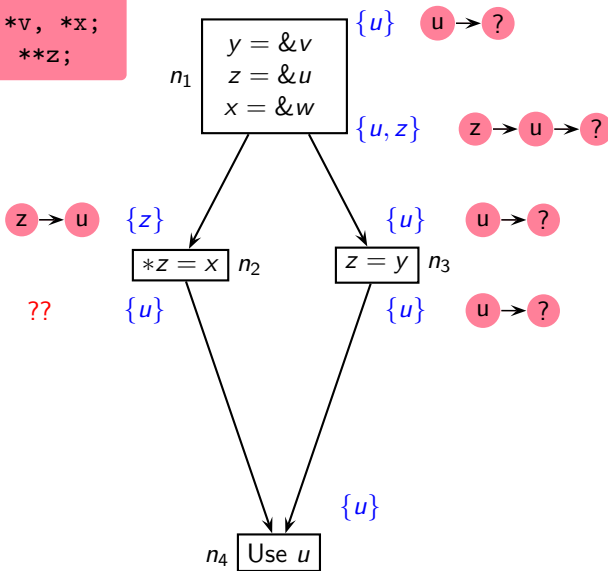 *v, *x;
**z;
{u} u ?
y = &v
n1 z = &u
x = &w
{u, z} z u ?
z u {z} {u} u ?
*z = x n2 z = y n3
?? {u} {u} u ?
{u}
n4 Use u